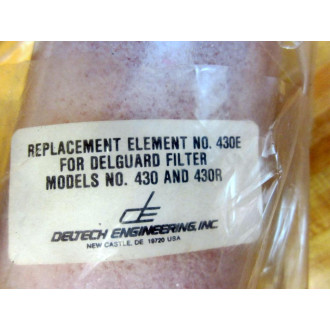 REPLACEMENT ELEMENT NO. 430E
FOR DELGUARD FILTER
MODELS NO. 430 AND 430R
DE
DELTECH ENGINEERING, INC.
NEW CASTLE, DE 19720 USA